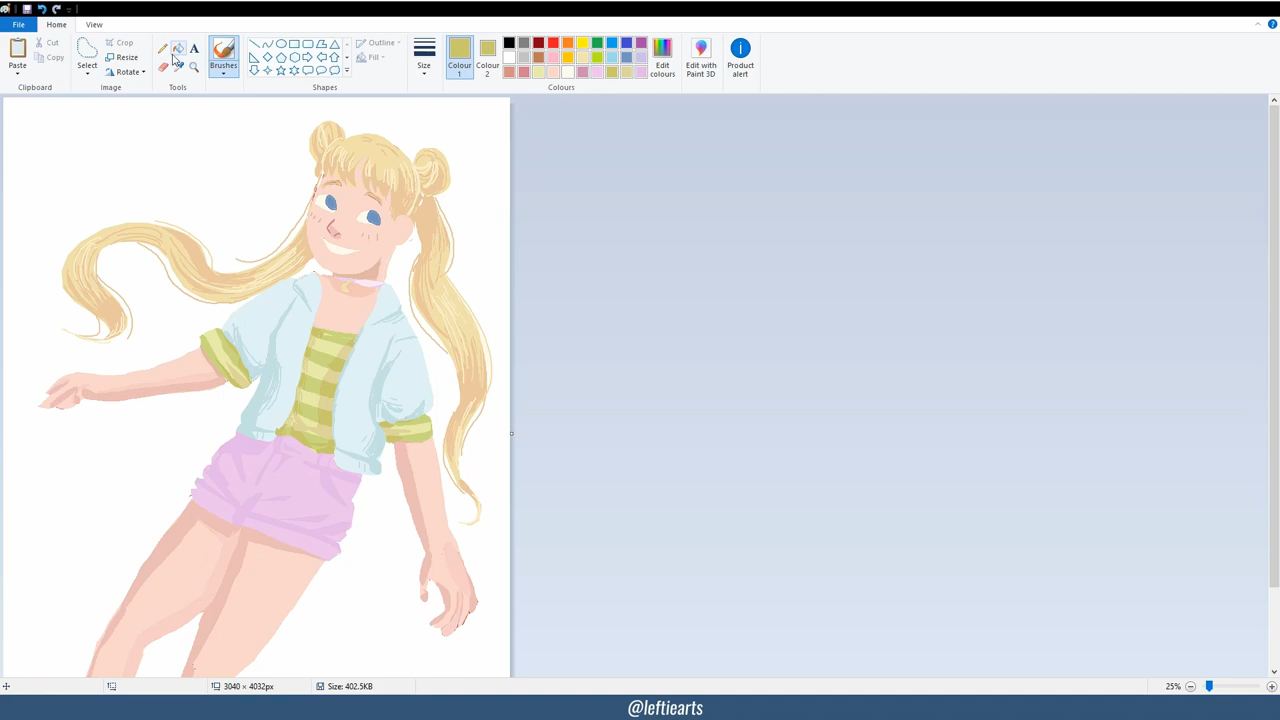 File Home View
Cut
Crop
Outline
Copy
Resize
Fill
Paste
Select
Rotate
Brushes
Size
Colour
1
Colour
2
Edit
colours
Edit with
Paint 3D
Product
alert
Clipboard Image Tools Shapes Colours
3040 × 4032px Size: 402.5KB 25%
@leftiearts